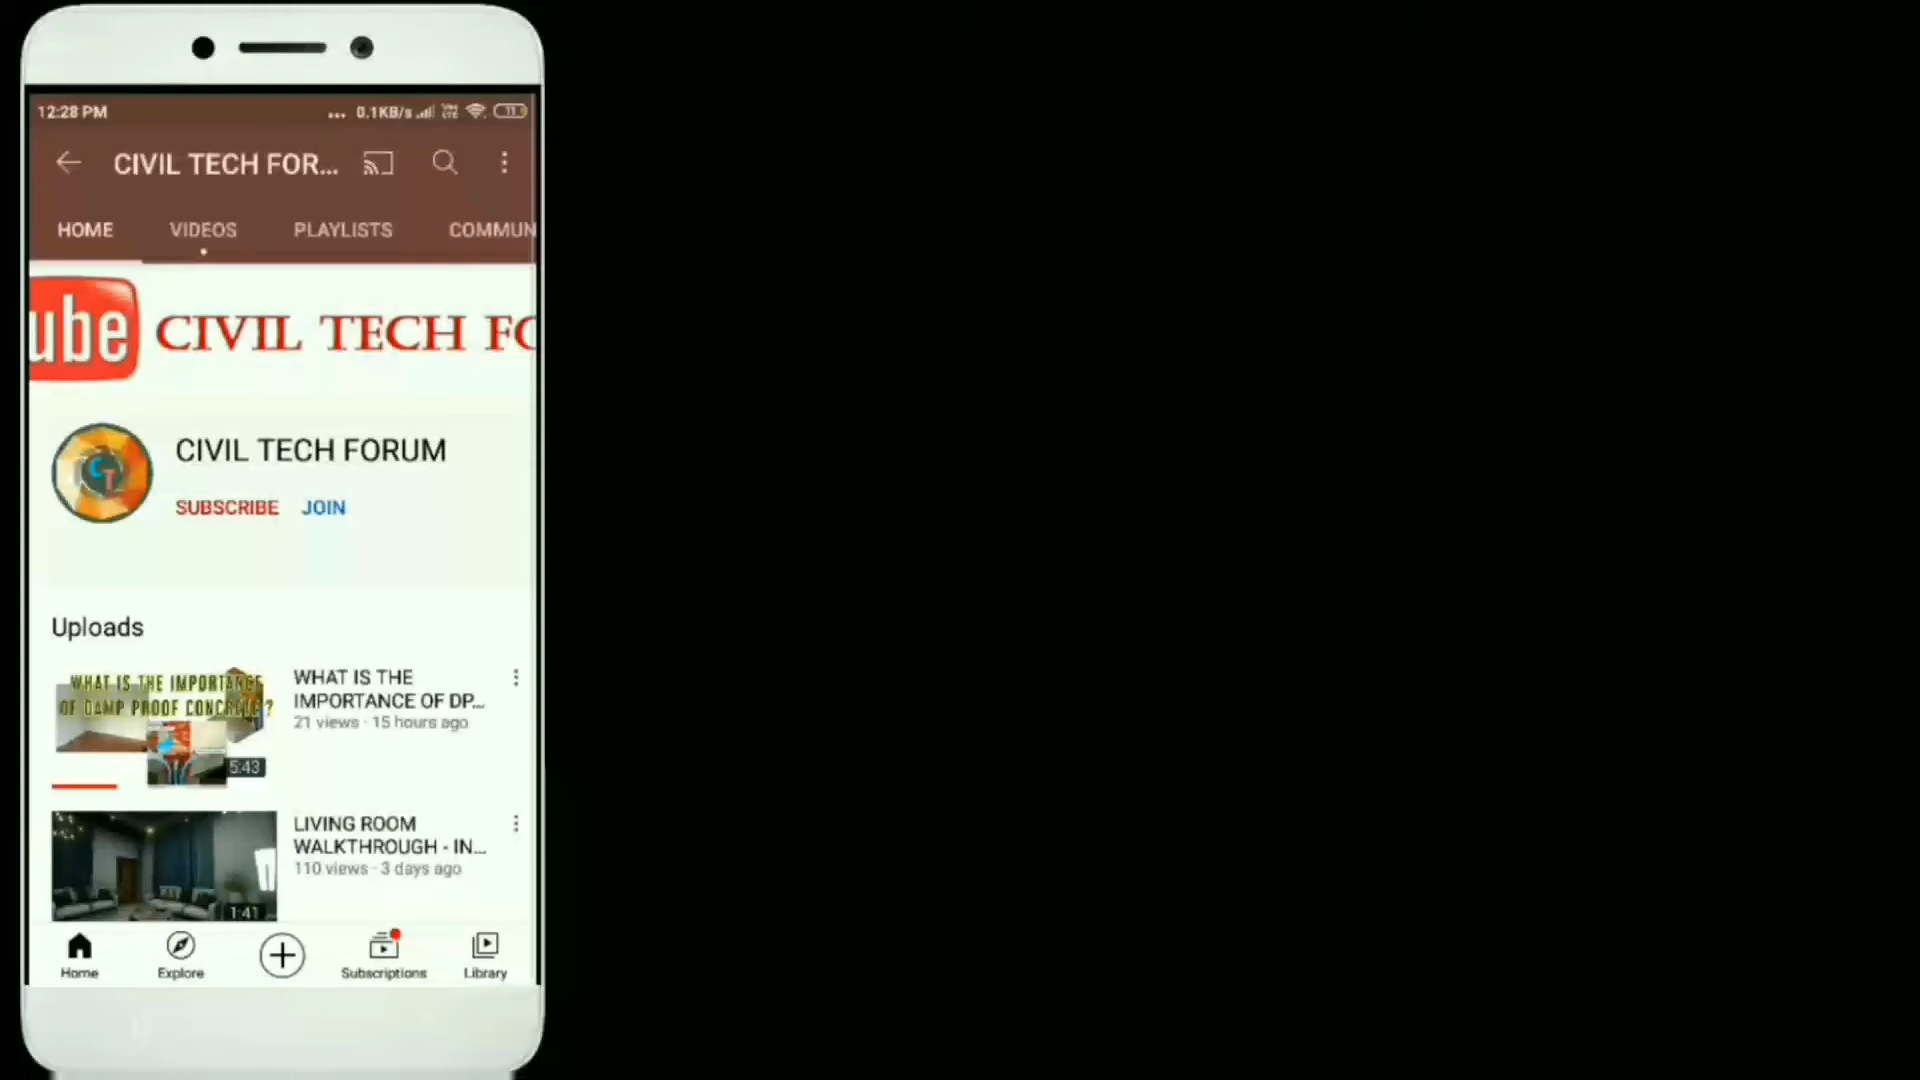 12:28 PM
... 0.1KB/s
CIVIL TECH FOR...
HOME VIDEOS PLAYLISTS COMMUN
ube CIVIL TECH FO
CIVIL TECH FORUM
SUBSCRIBE JOIN
Uploads
WHAT IS THE IMPORTANCE
OF DAMP PROOF CONCRETE ?
5:43
WHAT IS THE
IMPORTANCE OF DP...
21 views · 15 hours ago
1:41
LIVING ROOM
WALKTHROUGH - IN...
110 views · 3 days ago
Home Explore Subscriptions Library